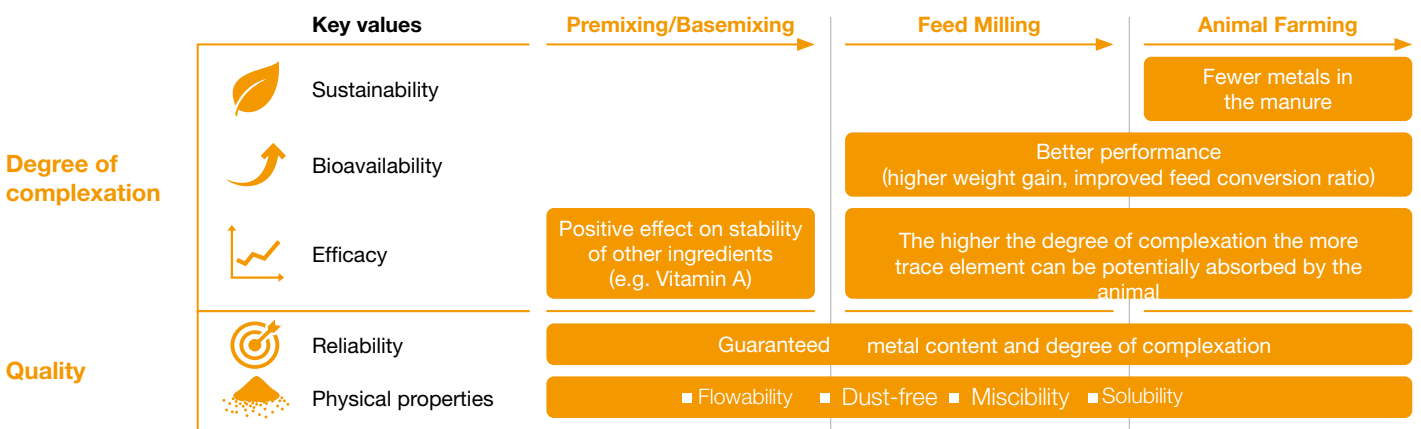 Key values
Premixing/Basemixing
Feed Milling
Animal Farming
Degree of
complexation
Sustainability
Fewer metals in
the manure
Bioavailability
Better performance
(higher weight gain, improved feed conversion ratio)
Efficacy
Positive effect on stability
of other ingredients
(e.g. Vitamin A)
The higher the degree of complexation the more
trace element can be potentially absorbed by the
animal
Quality
Reliability
Guaranteed metal content and degree of complexation
Physical properties
▪ Flowability ▪ Dust-free ▪ Miscibility ▪ Solubility